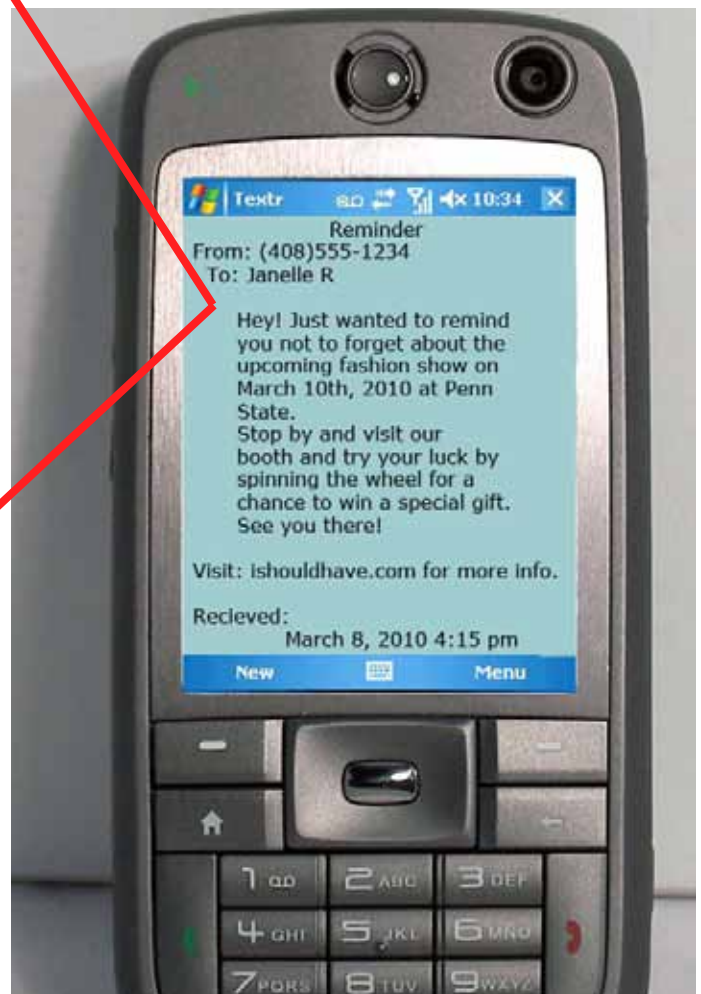 Textr 10:34
Reminder
From: (408)555-1234
To: Janelle R
Hey! Just wanted to remind
you not to forget about the
upcoming fashion show on
March 10th, 2010 at Penn
State.
Stop by and visit our
booth and try your luck by
spinning the wheel for a
chance to win a special gift.
See you there!
Visit: ishouldhave.com for more info.
Recieved:
March 8, 2010 4:15 pm
New Menu
1 2 ABC 3 DEF
4 GHI 5 JKL 6 MNO
7 PQRS 8 TUV 9 WXYZ